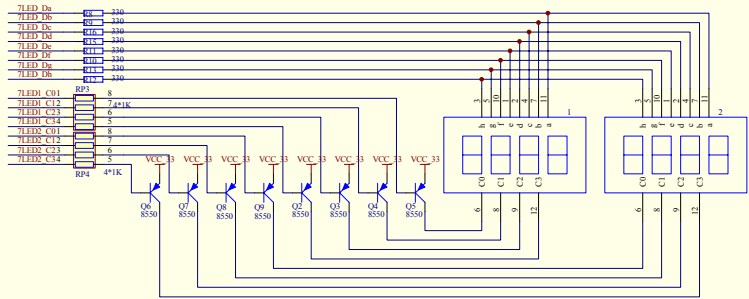 7LED_Da R8 330
7LED_Db R9 330
7LED_Dc R16 330
7LED_Dd R15 330
7LED_De R11 330
7LED_Df R10 330
7LED_Dg R13 330
7LED_Dh R12 330
RP3
7LED1_C01 8
7LED1_C12 7 4*1K
7LED1_C23 6
7LED1_C34 5
7LED2_C01 8
7LED2_C12 7
7LED2_C23 6
7LED2_C34 5
RP4 4*1K
VCC_33 VCC_33 VCC_33 VCC_33 VCC_33 VCC_33 VCC_33 VCC_33
Q6 Q7 Q8 Q9 Q2 Q3 Q4 Q5
8550 8550 8550 8550 8550 8550 8550 8550
3 5 10 1 2 4 7 11
h g f e d c b a
1
C0 C1 C2 C3
6 8 9 12
3 5 10 1 2 4 7 11
h g f e d c b a
2
C0 C1 C2 C3
6 8 9 12